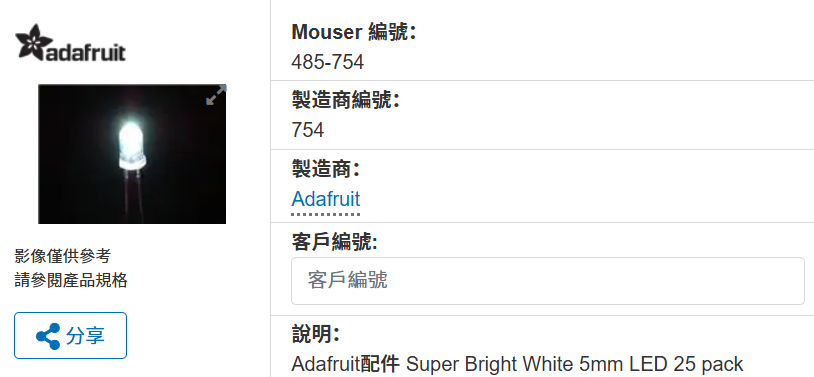 adafruit
影像僅供參考
請參閱產品規格
分享
Mouser 編號:
485-754
製造商編號:
754
製造商:
Adafruit
客戶編號:
客戶編號
說明:
Adafruit配件 Super Bright White 5mm LED 25 pack